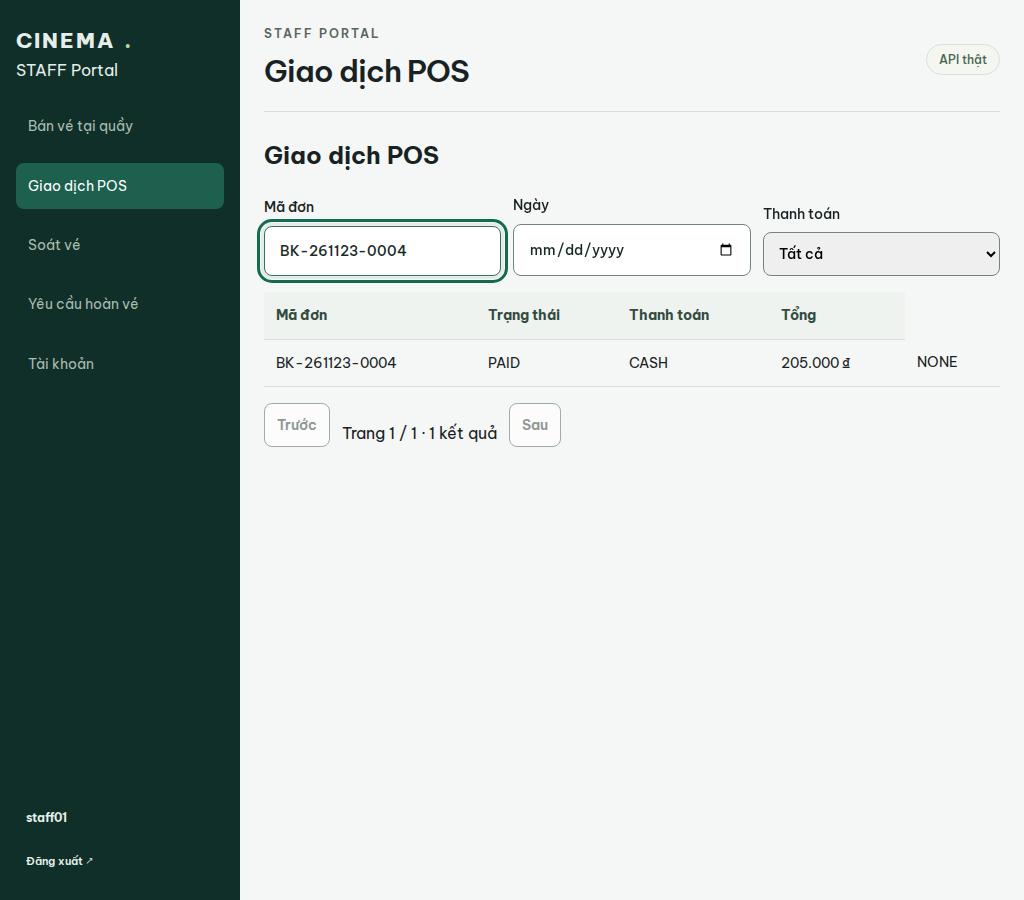 CINEMA .
STAFF Portal
Bán vé tại quầy
Giao dịch POS
Soát vé
Yêu cầu hoàn vé
Tài khoản
staff01
Đăng xuất ↗
STAFF PORTAL
Giao dịch POS
API thật
Giao dịch POS
Mã đơn
Ngày
Thanh toán
BK-261123-0004
mm/dd/yyyy
Tất cả
Mã đơn Trạng thái Thanh toán Tổng
BK-261123-0004 PAID CASH 205.000 ₫ NONE
Trước Trang 1 / 1 · 1 kết quả Sau